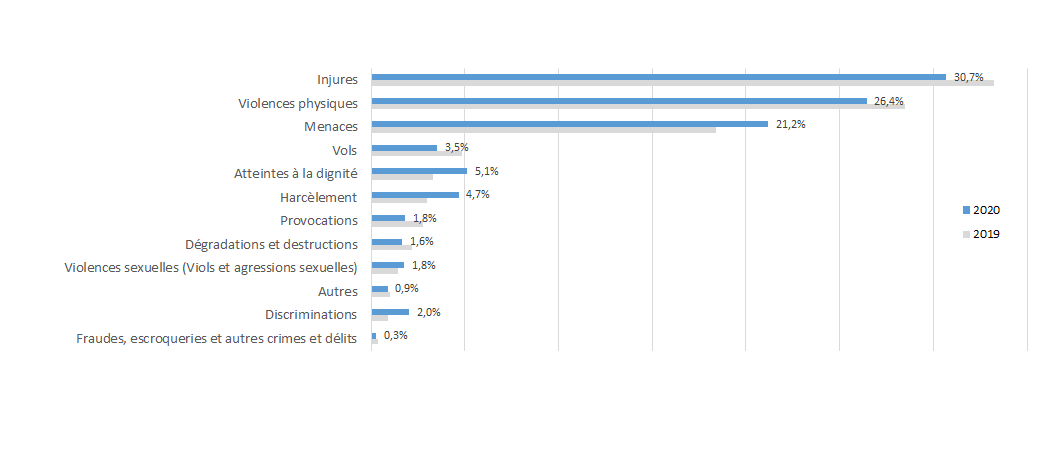 Injures 30,7%
Violences physiques 26,4%
Menaces 21,2%
Vols 3,5%
Atteintes à la dignité 5,1%
Harcèlement 4,7%
Provocations 1,8%
Dégradations et destructions 1,6%
Violences sexuelles (Viols et agressions sexuelles) 1,8%
Autres 0,9%
Discriminations 2,0%
Fraudes, escroqueries et autres crimes et délits 0,3%
2020
2019